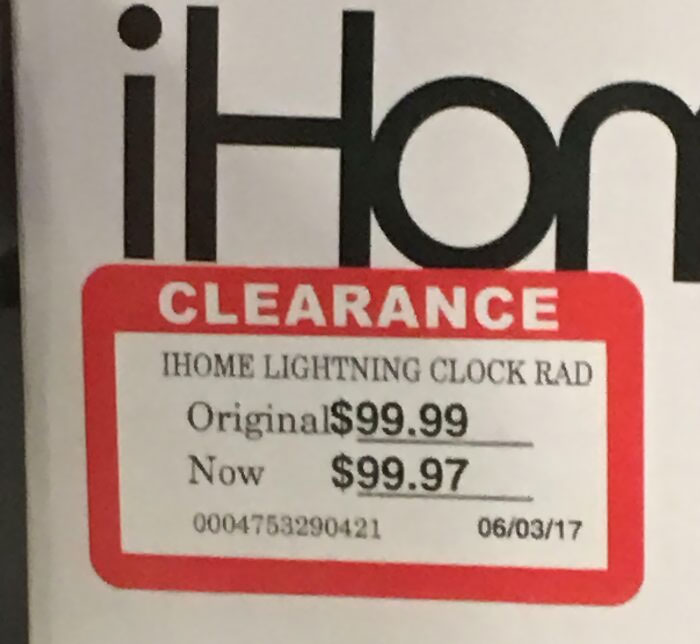 iHom
CLEARANCE
IHOME LIGHTNING CLOCK RAD
Original $99.99
Now $99.97
0004753290421 06/03/17